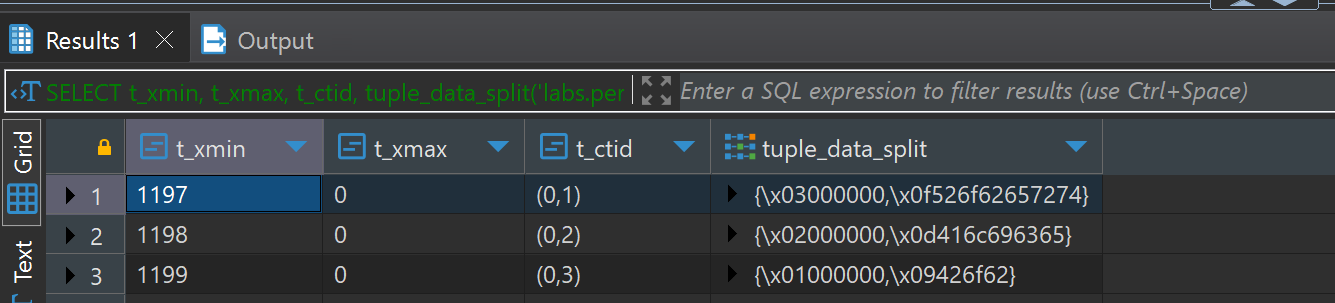 Results 1
Output
SELECT t_xmin, t_xmax, t_ctid, tuple_data_split('labs.per
Enter a SQL expression to filter results (use Ctrl+Space)
Grid
Text
t_xmin t_xmax t_ctid tuple_data_split
1 1197 0 (0,1) {\x03000000,\x0f526f62657274}
2 1198 0 (0,2) {\x02000000,\x0d416c696365}
3 1199 0 (0,3) {\x01000000,\x09426f62}